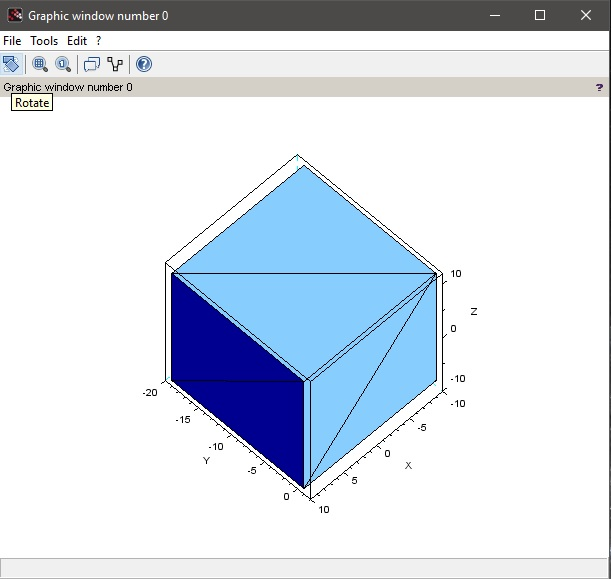 Graphic window number 0
File Tools Edit ?
Graphic window number 0 ?
Rotate
10
Z
0
-10
-20
-10
-15
-5
-10
0
Y
X
-5
5
0
10